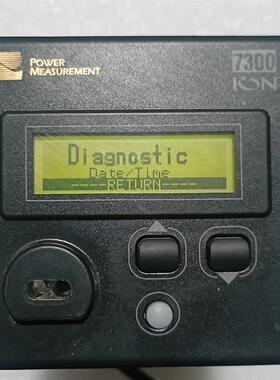 POWER
MEASUREMENT
7300
ION
Diagnostic
Date/Time
RETURN